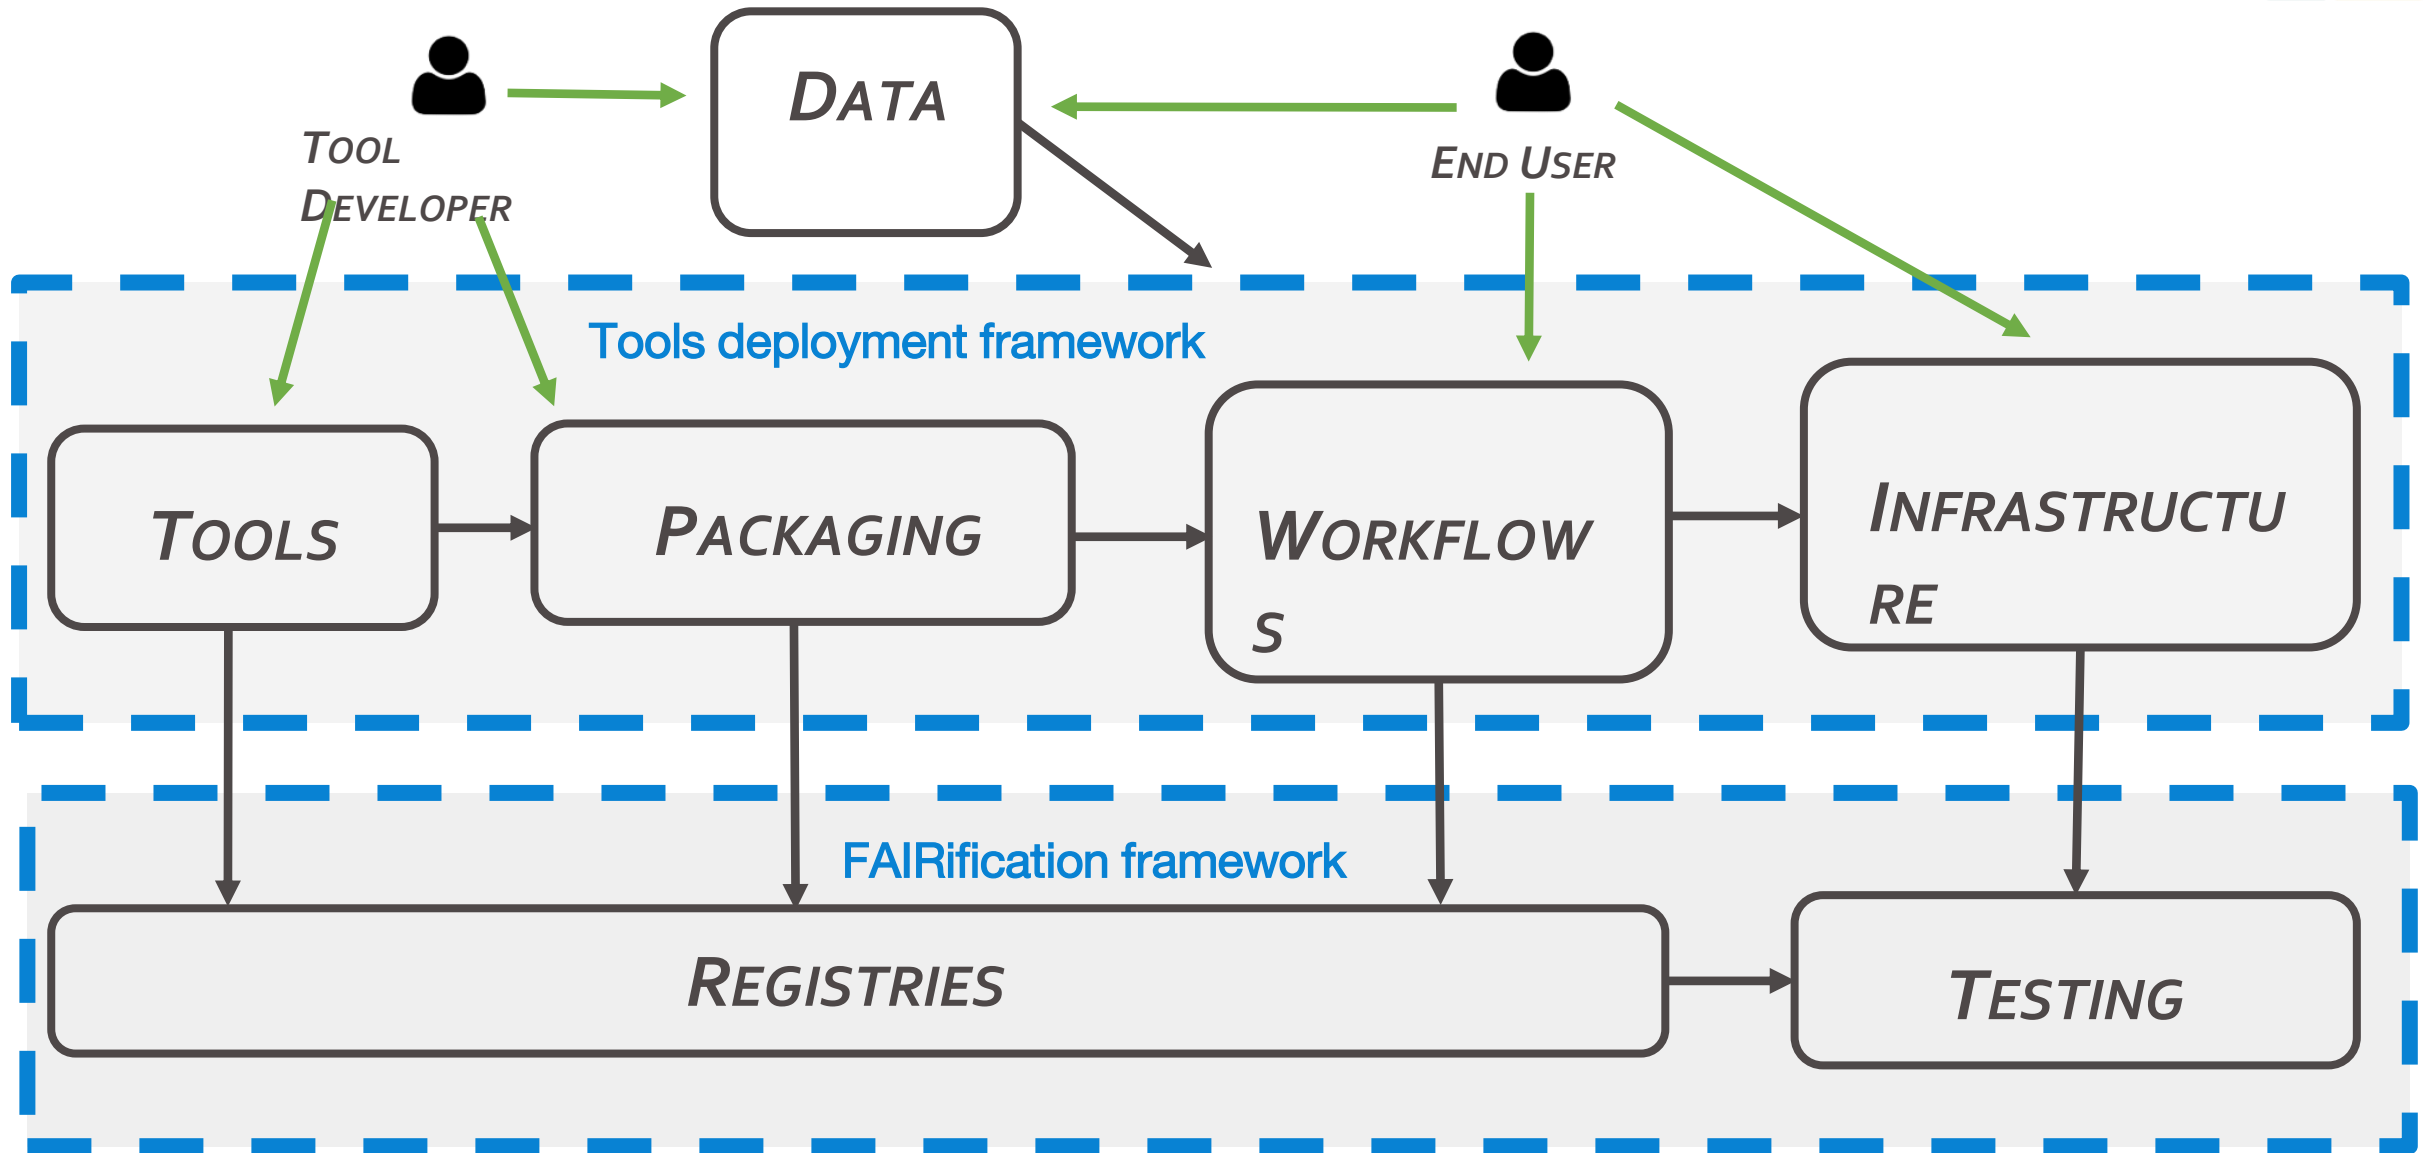 DATA
TOOL
DEVELOPER
END USER
Tools deployment framework
TOOLS
PACKAGING
WORKFLOW
S
INFRASTRUCTU
RE
FAIRification framework
REGISTRIES
TESTING